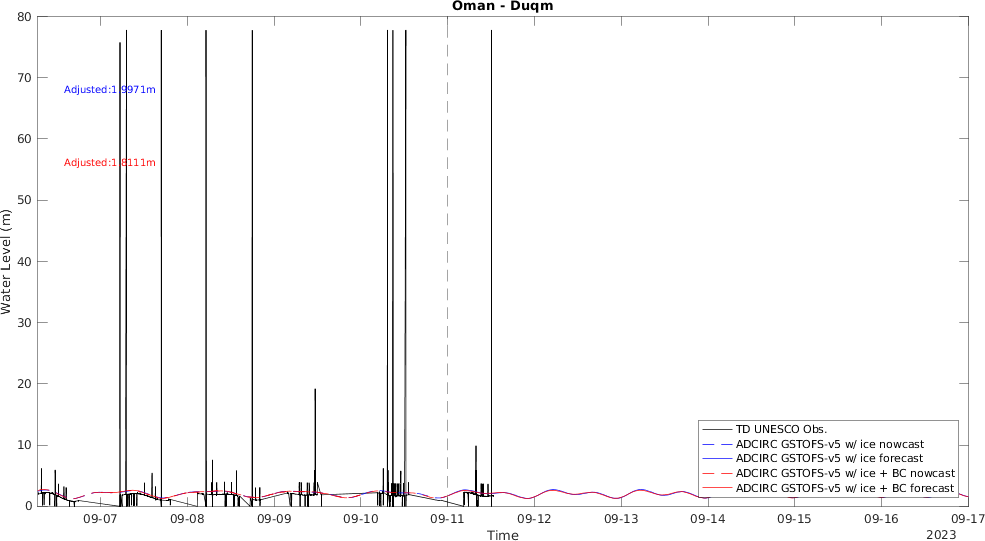 Oman - Duqm
80
70
60
50
40
30
20
10
0
Water Level (m)
Adjusted:1.9971m
Adjusted:1.8111m
TD UNESCO Obs.
ADCIRC GSTOFS-v5 w/ ice nowcast
ADCIRC GSTOFS-v5 w/ ice forecast
ADCIRC GSTOFS-v5 w/ ice + BC nowcast
ADCIRC GSTOFS-v5 w/ ice + BC forecast
09-07 09-08 09-09 09-10 09-11 09-12 09-13 09-14 09-15 09-16 09-17
Time
2023